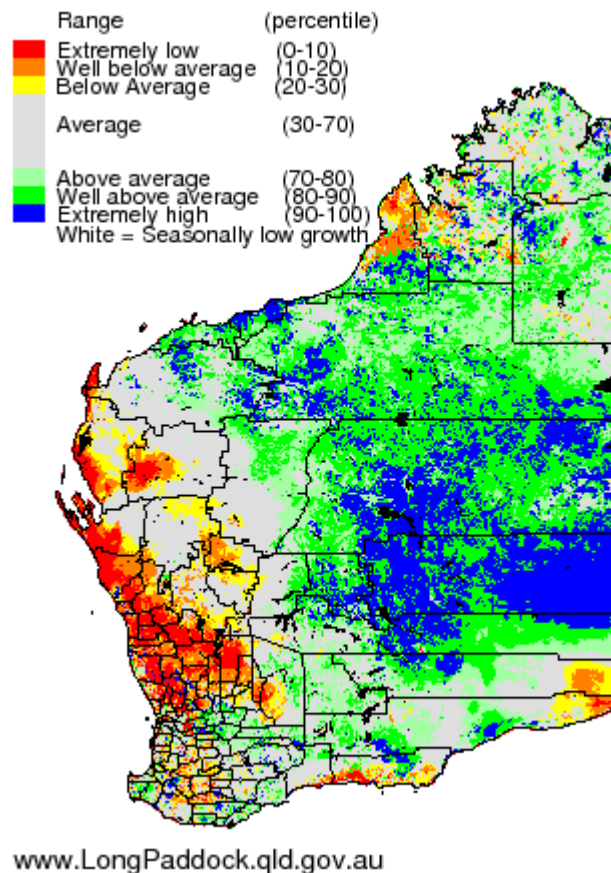 Range (percentile)
Extremely low (0-10)
Well below average (10-20)
Below Average (20-30)
Average (30-70)
Above average (70-80)
Well above average (80-90)
Extremely high (90-100)
White = Seasonally low growth
www.LongPaddock.qld.gov.au